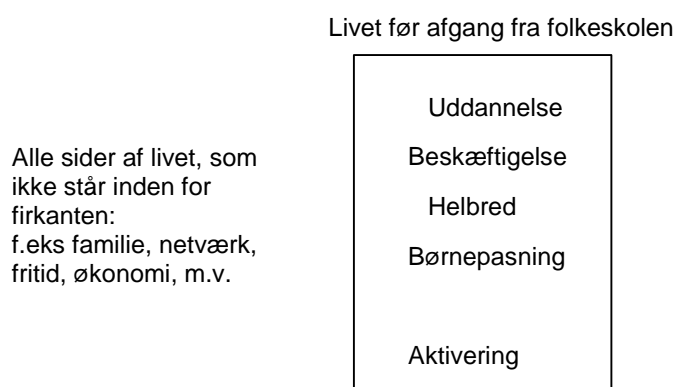 Livet før afgang fra folkeskolen
Uddannelse
Beskæftigelse
Helbred
Børnepasning
Aktivering
Alle sider af livet, som
ikke står inden for
firkanten:
f.eks familie, netværk,
fritid, økonomi, m.v.